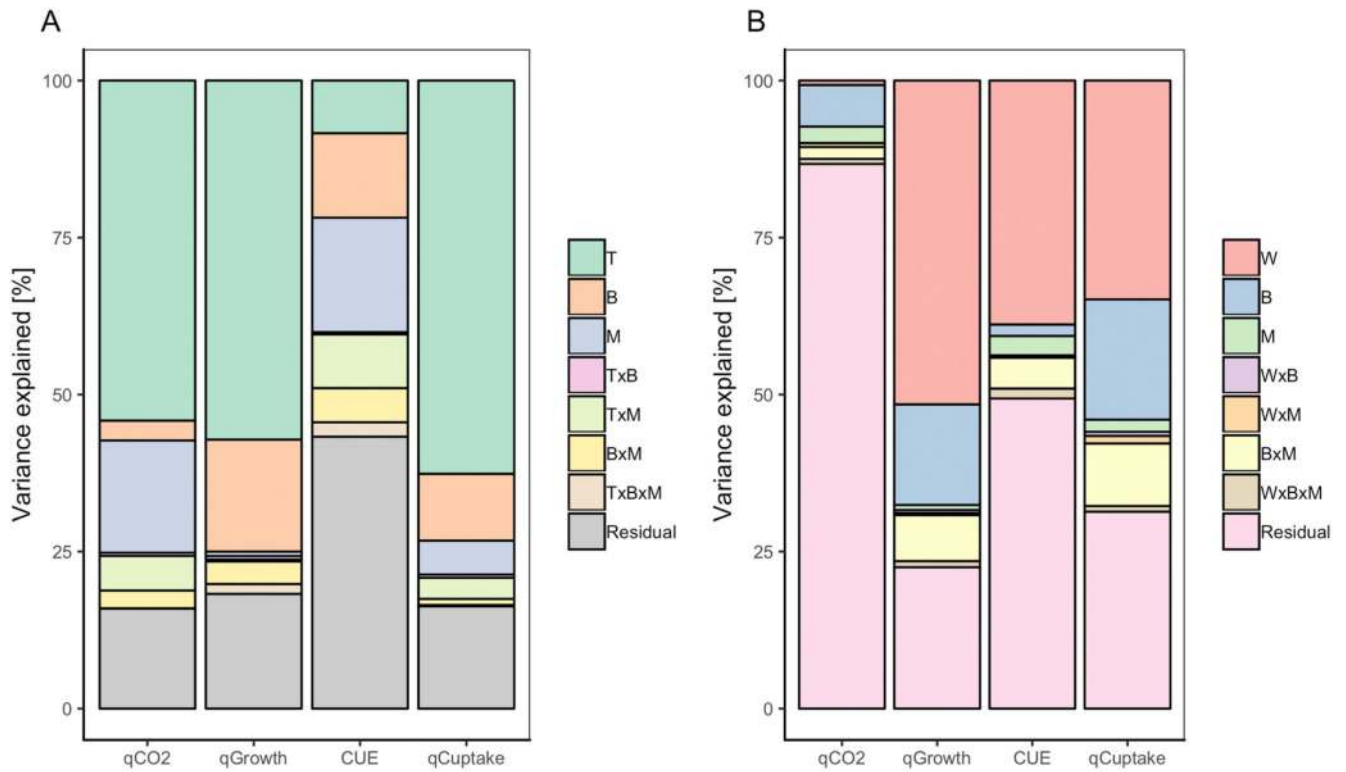 A
Variance explained [%]
100
75
50
25
0
qCO2 qGrowth CUE qCuptake
T
B
M
TxB
TxM
BxM
TxBxM
Residual
B
Variance explained [%]
100
75
50
25
0
qCO2 qGrowth CUE qCuptake
W
B
M
WxB
WxM
BxM
WxBxM
Residual